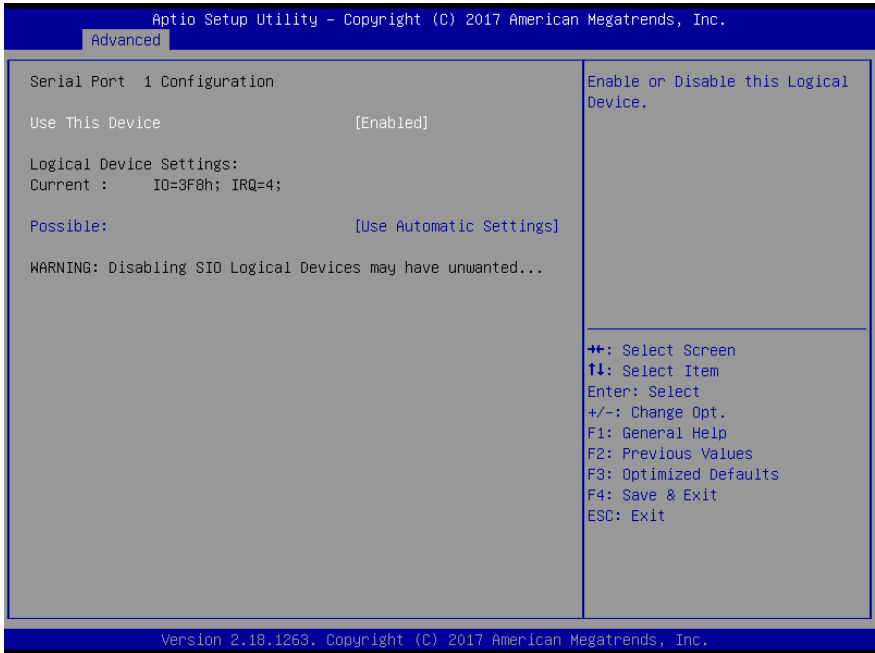 Aptio Setup Utility – Copyright (C) 2017 American Megatrends, Inc.
Advanced
Serial Port 1 Configuration
Use This Device [Enabled]
Logical Device Settings:
Current : IO=3F8h; IRQ=4;
Possible: [Use Automatic Settings]
WARNING: Disabling SIO Logical Devices may have unwanted...
Enable or Disable this Logical
Device.
→←: Select Screen
↑↓: Select Item
Enter: Select
+/-: Change Opt.
F1: General Help
F2: Previous Values
F3: Optimized Defaults
F4: Save & Exit
ESC: Exit
Version 2.18.1263. Copyright (C) 2017 American Megatrends, Inc.